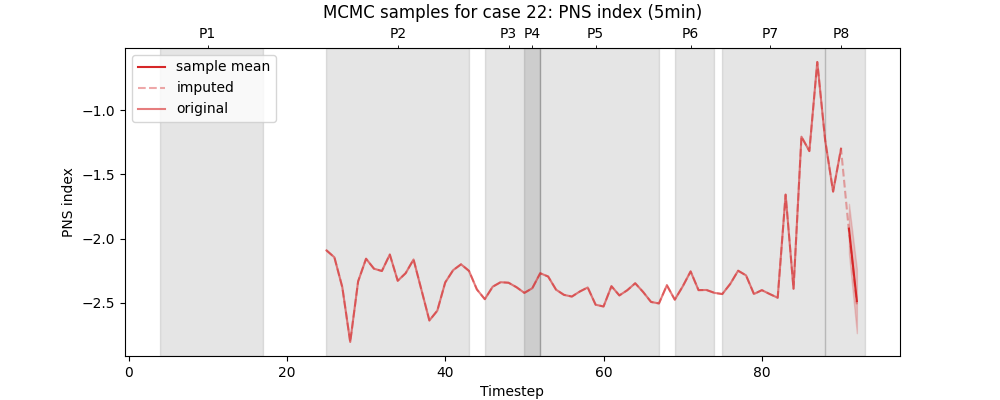 MCMC samples for case 22: PNS index (5min)
P1 P2 P3 P4 P5 P6 P7 P8
sample mean
imputed
original
−1.0
−1.5
−2.0
−2.5
PNS index
0 20 40 60 80
Timestep